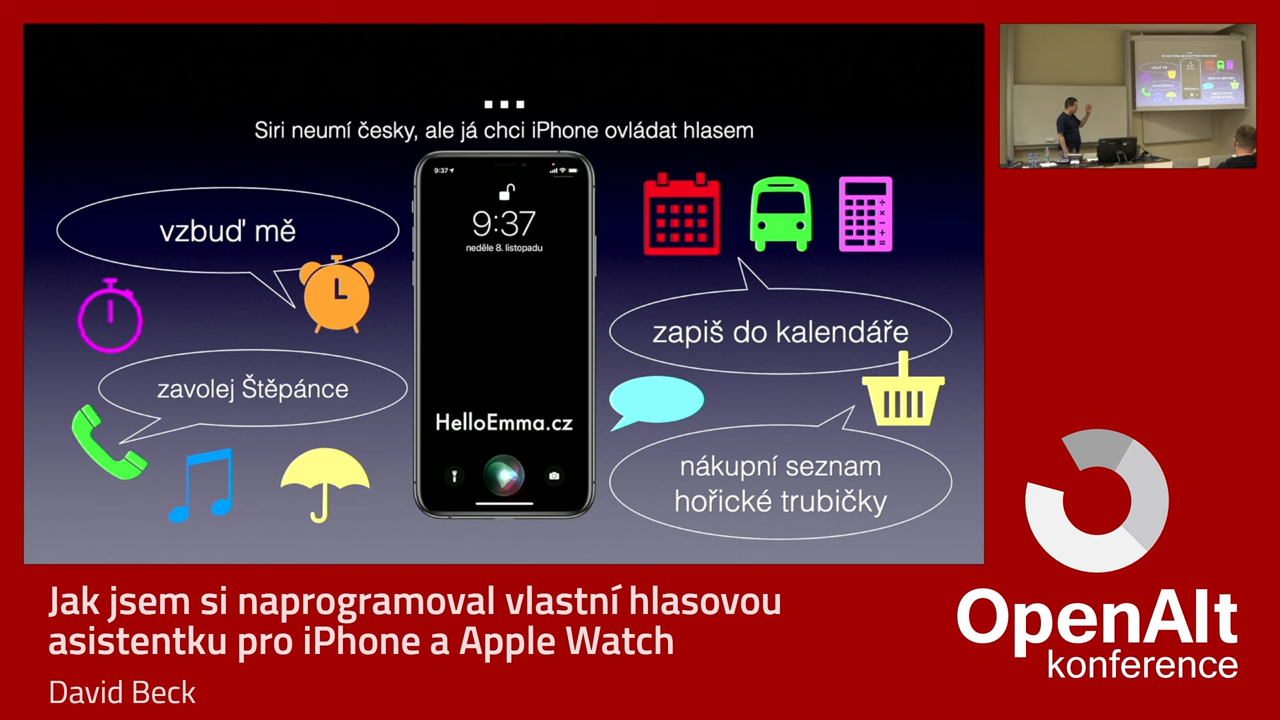 Siri neumí česky, ale já chci iPhone ovládat hlasem
vzbuď mě
zavolej Štěpánce
9:37
9:37
neděle 8. listopadu
HelloEmma.cz
zapiš do kalendáře
nákupní seznam
hořické trubičky
Jak jsem si naprogramoval vlastní hlasovou
asistentku pro iPhone a Apple Watch
David Beck
OpenAlt
konference